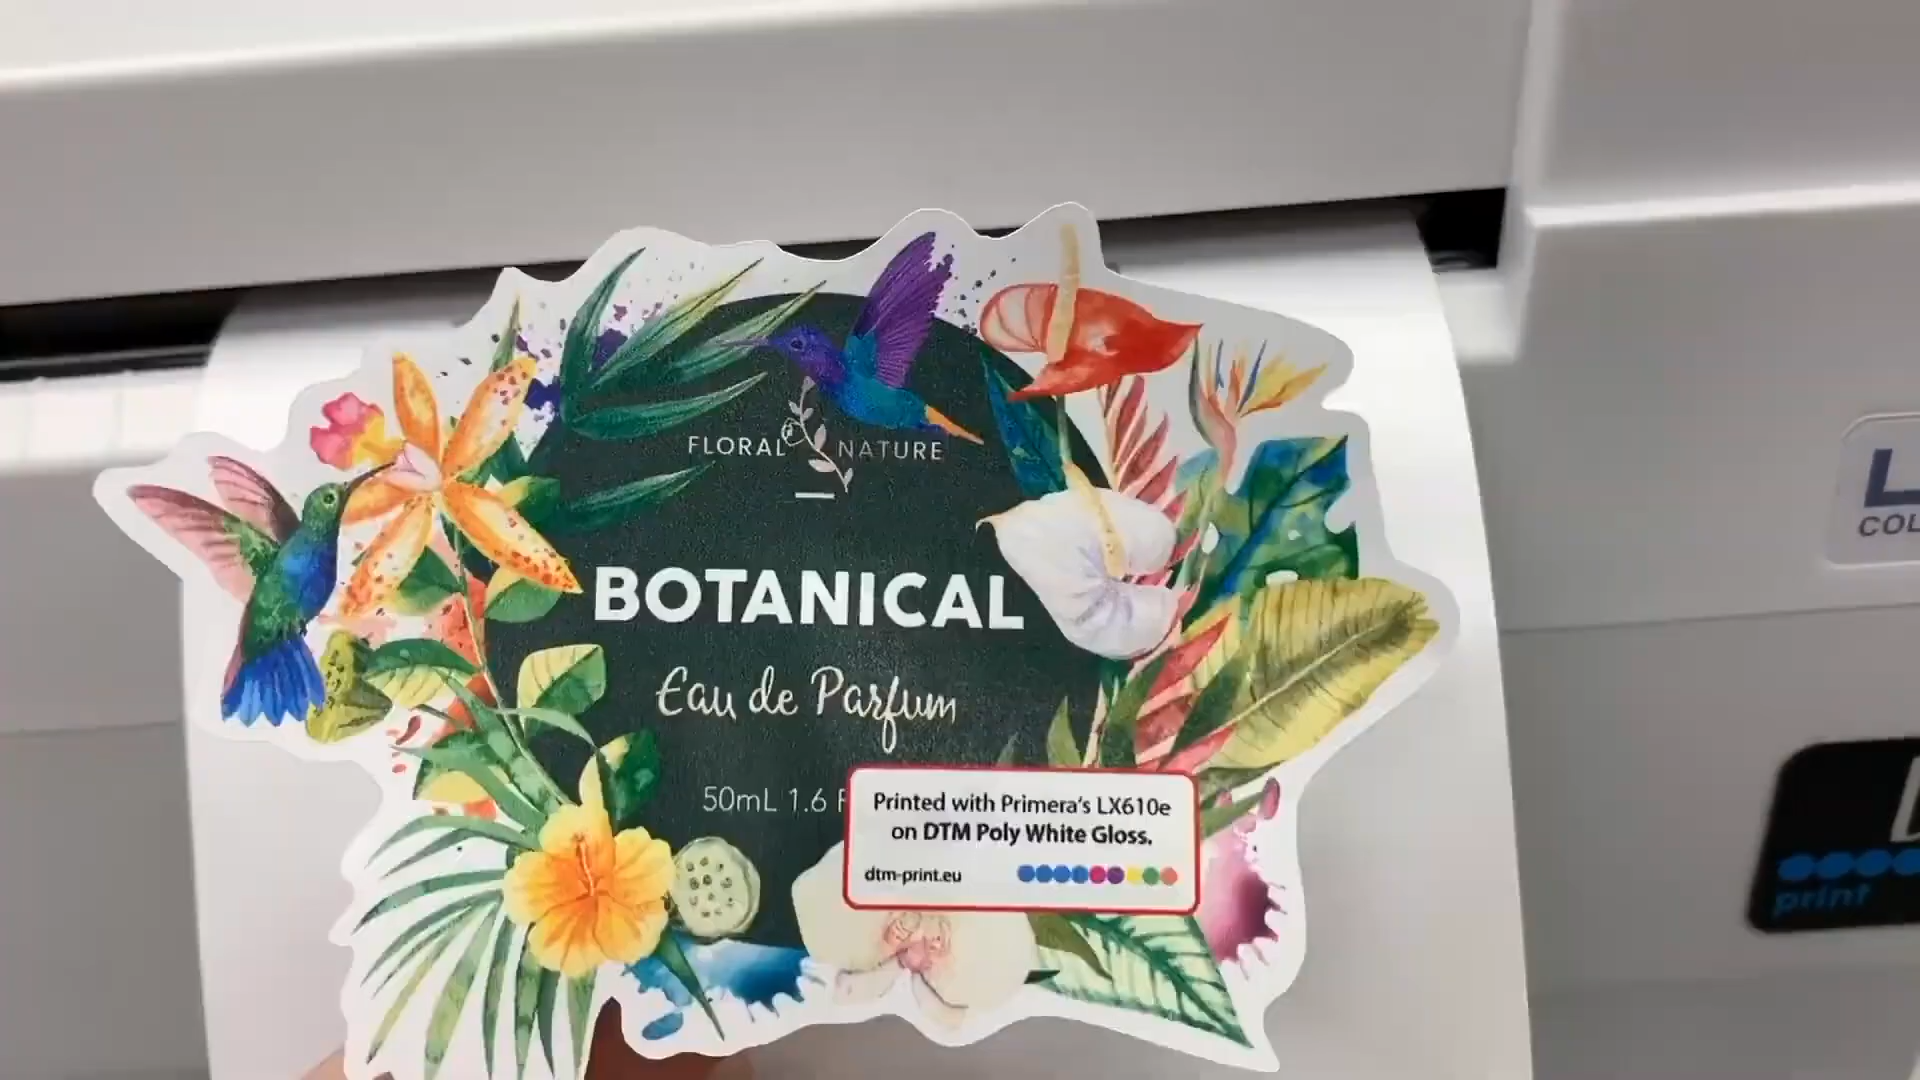 FLORAL NATURE
BOTANICAL
Eau de Parfum
50mL 1.6
Printed with Primera's LX610e
on DTM Poly White Gloss.
dtm-print.eu
print